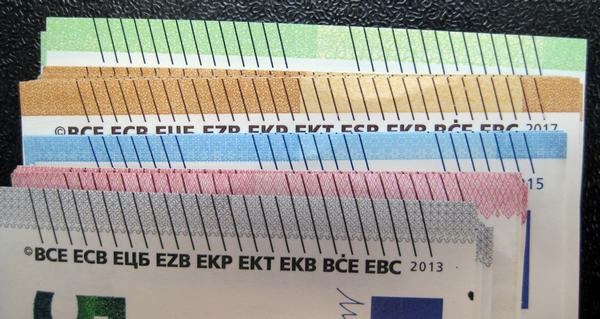 ©BCE ECB ЕЦБ EZB EKP EKT ESB EKB BĊE EBC 2017
15
©BCE ECB ЕЦБ EZB EKP EKT EKB BĊE EBC 2013